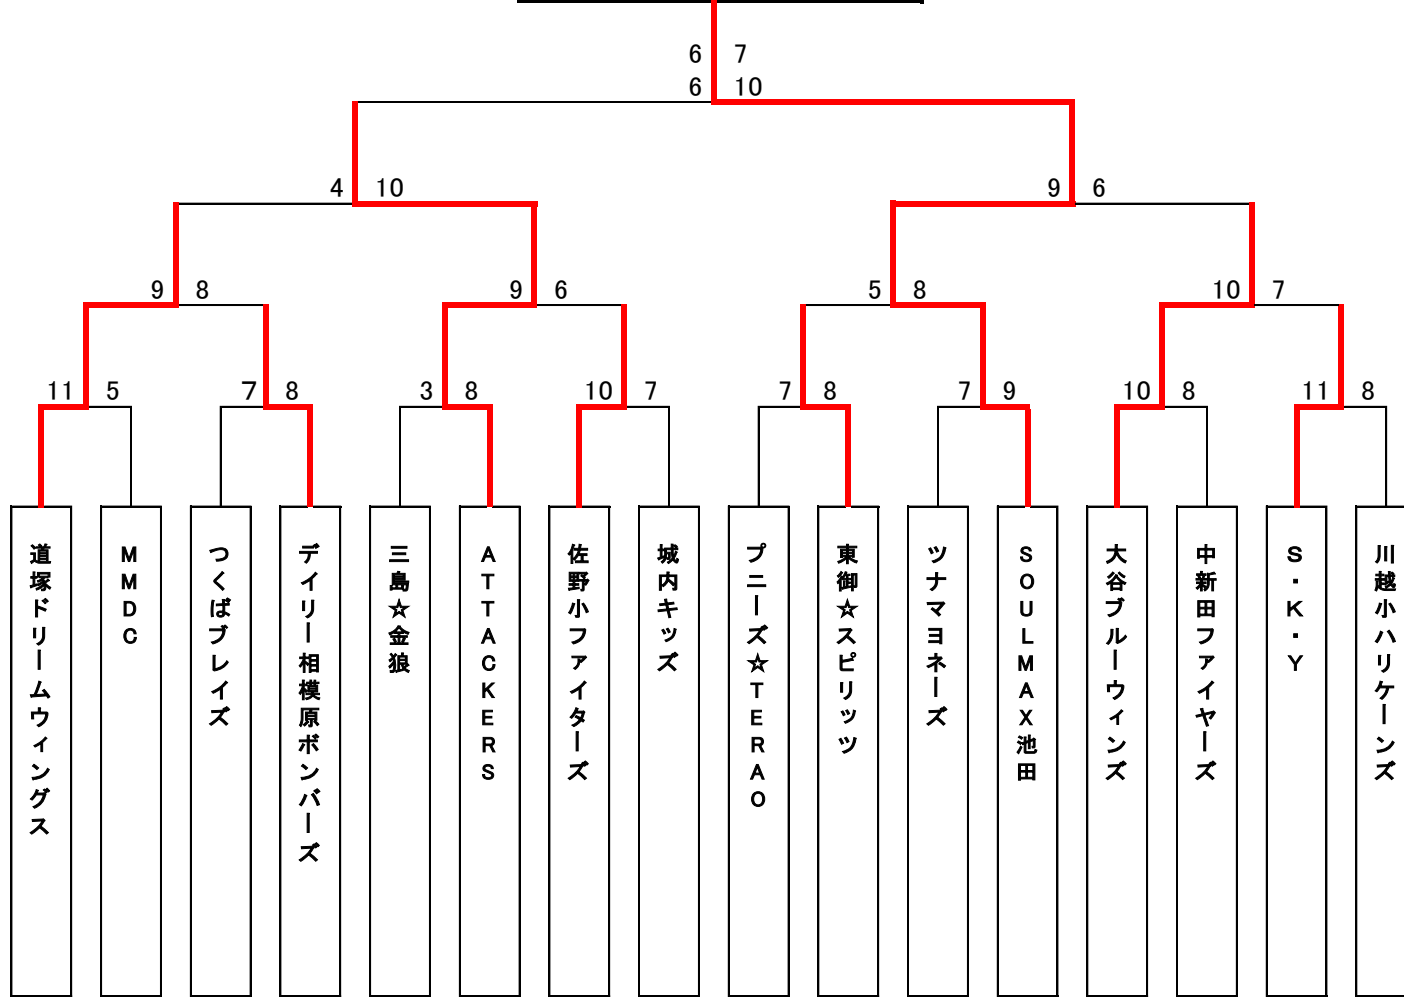 6 7
6 10
4 10
9 6
9 8
9 6
5 8
10 7
11 5
7 8
3 8
10 7
7 8
7 9
10 8
11 8
道塚ドリームウィングス
MMDC
つくばブレイズ
デイリー相模原ボンバーズ
三島☆金狼
ATTACKERS
佐野小ファイターズ
城内キッズ
プニーズ☆TERAO
東御☆スピリッツ
ツナマヨネーズ
SOULMAX池田
大谷ブルーウィンズ
中新田ファイヤーズ
S・K・Y
川越小ハリケーンズ